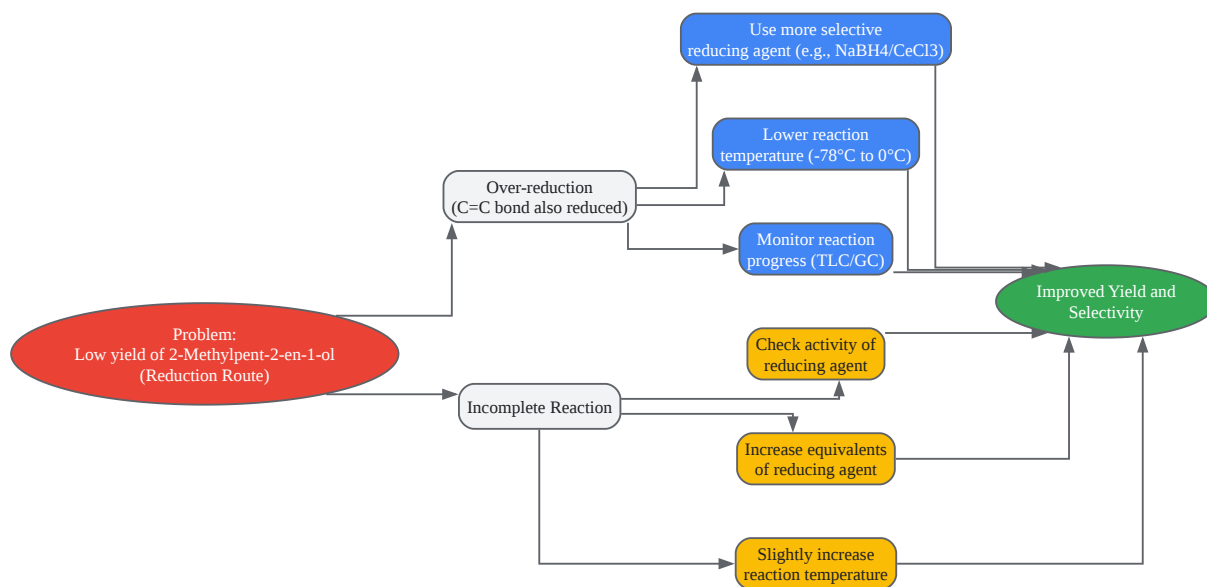 Use more selective
reducing agent (e.g., NaBH4/CeCl3)
Lower reaction
temperature (-78°C to 0°C)
Over-reduction
(C=C bond also reduced)
Monitor reaction
progress (TLC/GC)
Improved Yield and
Selectivity
Problem:
Low yield of 2-Methylpent-2-en-1-ol
(Reduction Route)
Check activity of
reducing agent
Incomplete Reaction
Increase equivalents
of reducing agent
Slightly increase
reaction temperature